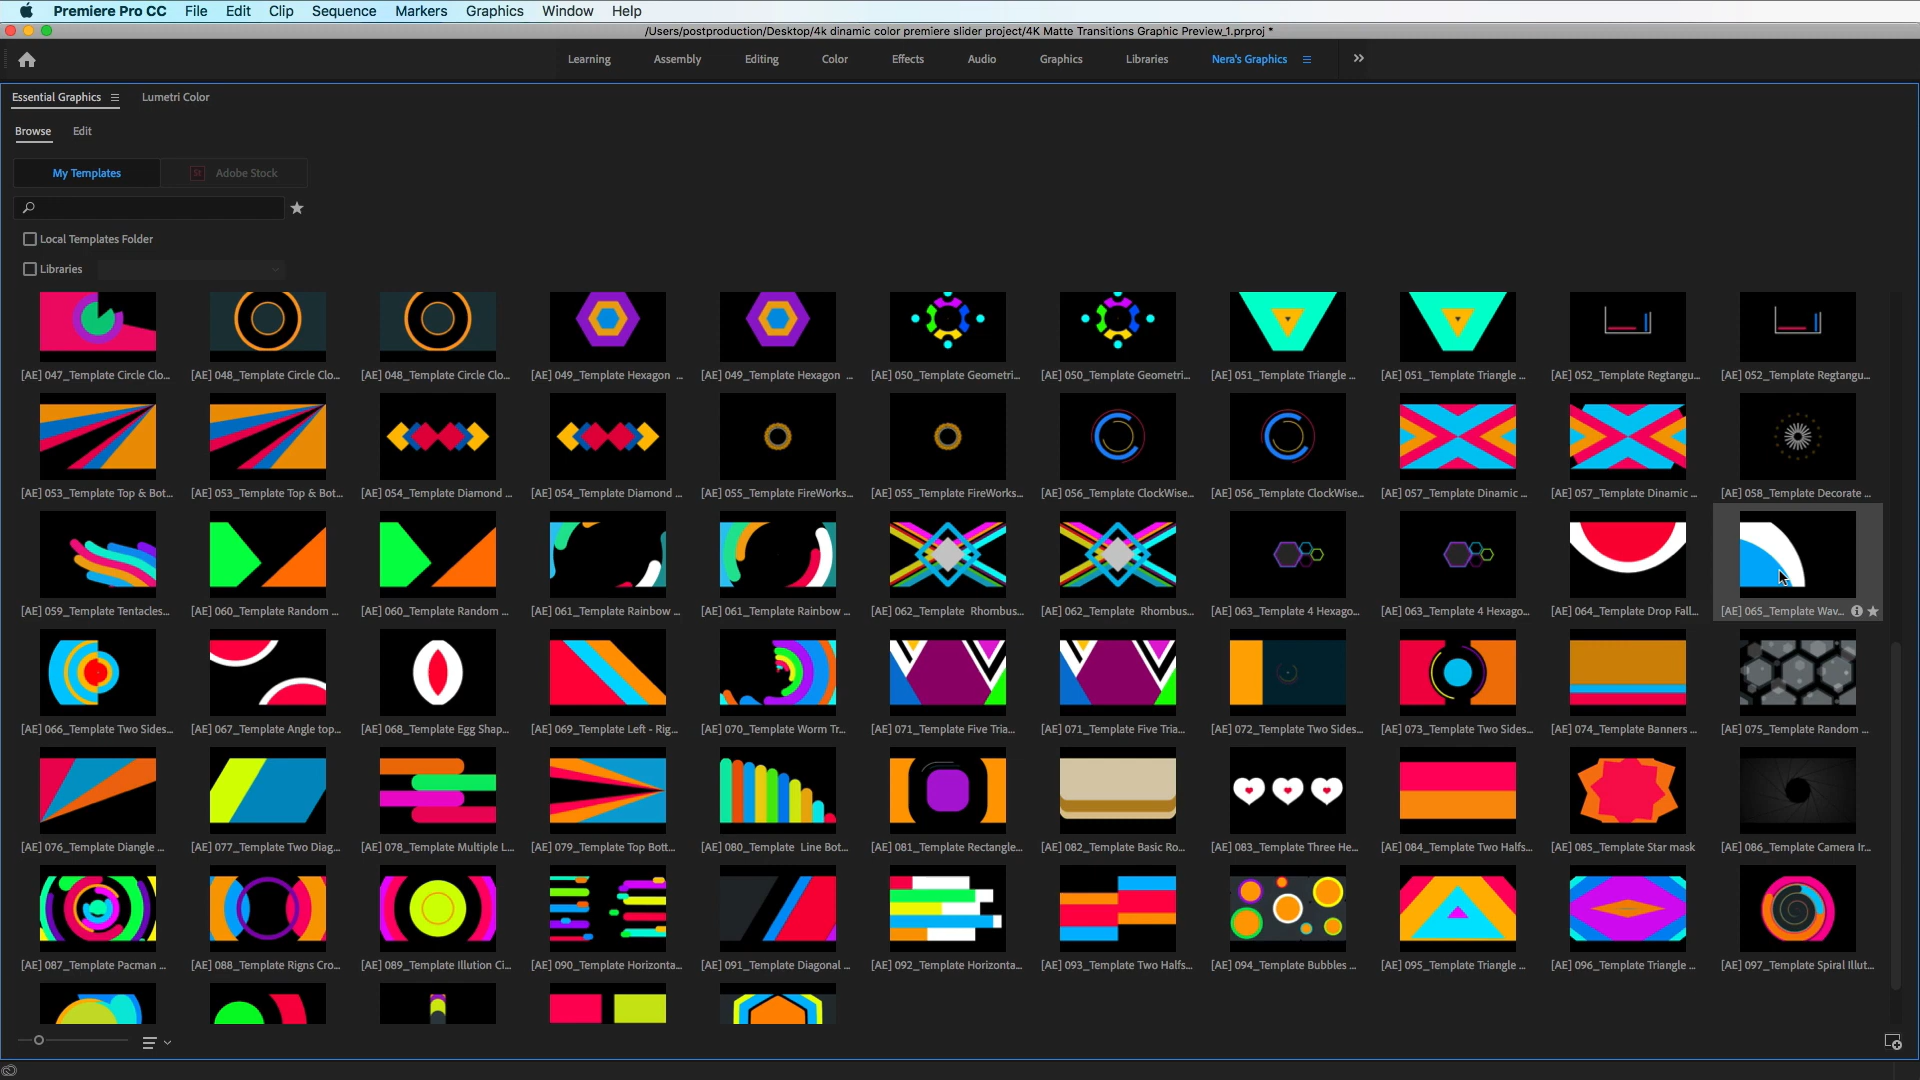 Premiere Pro CC File Edit Clip Sequence Markers Graphics Window Help
/Users/postproduction/Desktop/4k dinamic color premiere slider project/4K Matte Transitions Graphic Preview_1.prproj *
Learning Assembly Editing Color Effects Audio Graphics Libraries Nera's Graphics
Essential Graphics Lumetri Color
Browse Edit
My Templates St Adobe Stock
Local Templates Folder
Libraries
[AE] 047_Template Circle Clo... [AE] 048_Template Circle Clo... [AE] 048_Template Circle Clo... [AE] 049_Template Hexagon ... [AE] 049_Template Hexagon ... [AE] 050_Template Geometri... [AE] 050_Template Geometri... [AE] 051_Template Triangle ... [AE] 051_Template Triangle ... [AE] 052_Template Regtangu... [AE] 052_Template Regtangu...
[AE] 053_Template Top & Bot... [AE] 053_Template Top & Bot... [AE] 054_Template Diamond ... [AE] 054_Template Diamond ... [AE] 055_Template FireWorks... [AE] 055_Template FireWorks... [AE] 056_Template ClockWise... [AE] 056_Template ClockWise... [AE] 057_Template Dinamic ... [AE] 057_Template Dinamic ... [AE] 058_Template Decorate ...
[AE] 059_Template Tentacles... [AE] 060_Template Random ... [AE] 060_Template Random ... [AE] 061_Template Rainbow ... [AE] 061_Template Rainbow ... [AE] 062_Template Rhombus... [AE] 062_Template Rhombus... [AE] 063_Template 4 Hexago... [AE] 063_Template 4 Hexago... [AE] 064_Template Drop Fall... [AE] 065_Template Wav...
[AE] 066_Template Two Sides... [AE] 067_Template Angle top... [AE] 068_Template Egg Shap... [AE] 069_Template Left - Rig... [AE] 070_Template Worm Tr... [AE] 071_Template Five Tria... [AE] 071_Template Five Tria... [AE] 072_Template Two Sides... [AE] 073_Template Two Sides... [AE] 074_Template Banners ... [AE] 075_Template Random ...
[AE] 076_Template Diangle ... [AE] 077_Template Two Diag... [AE] 078_Template Multiple L... [AE] 079_Template Top Bott... [AE] 080_Template Line Bot... [AE] 081_Template Rectangle... [AE] 082_Template Basic Ro... [AE] 083_Template Three He... [AE] 084_Template Two Halfs... [AE] 085_Template Star mask [AE] 086_Template Camera Ir...
[AE] 087_Template Pacman ... [AE] 088_Template Rigns Cro... [AE] 089_Template Illution Ci... [AE] 090_Template Horizonta... [AE] 091_Template Diagonal ... [AE] 092_Template Horizonta... [AE] 093_Template Two Halfs... [AE] 094_Template Bubbles ... [AE] 095_Template Triangle ... [AE] 096_Template Triangle ... [AE] 097_Template Spiral Illut...